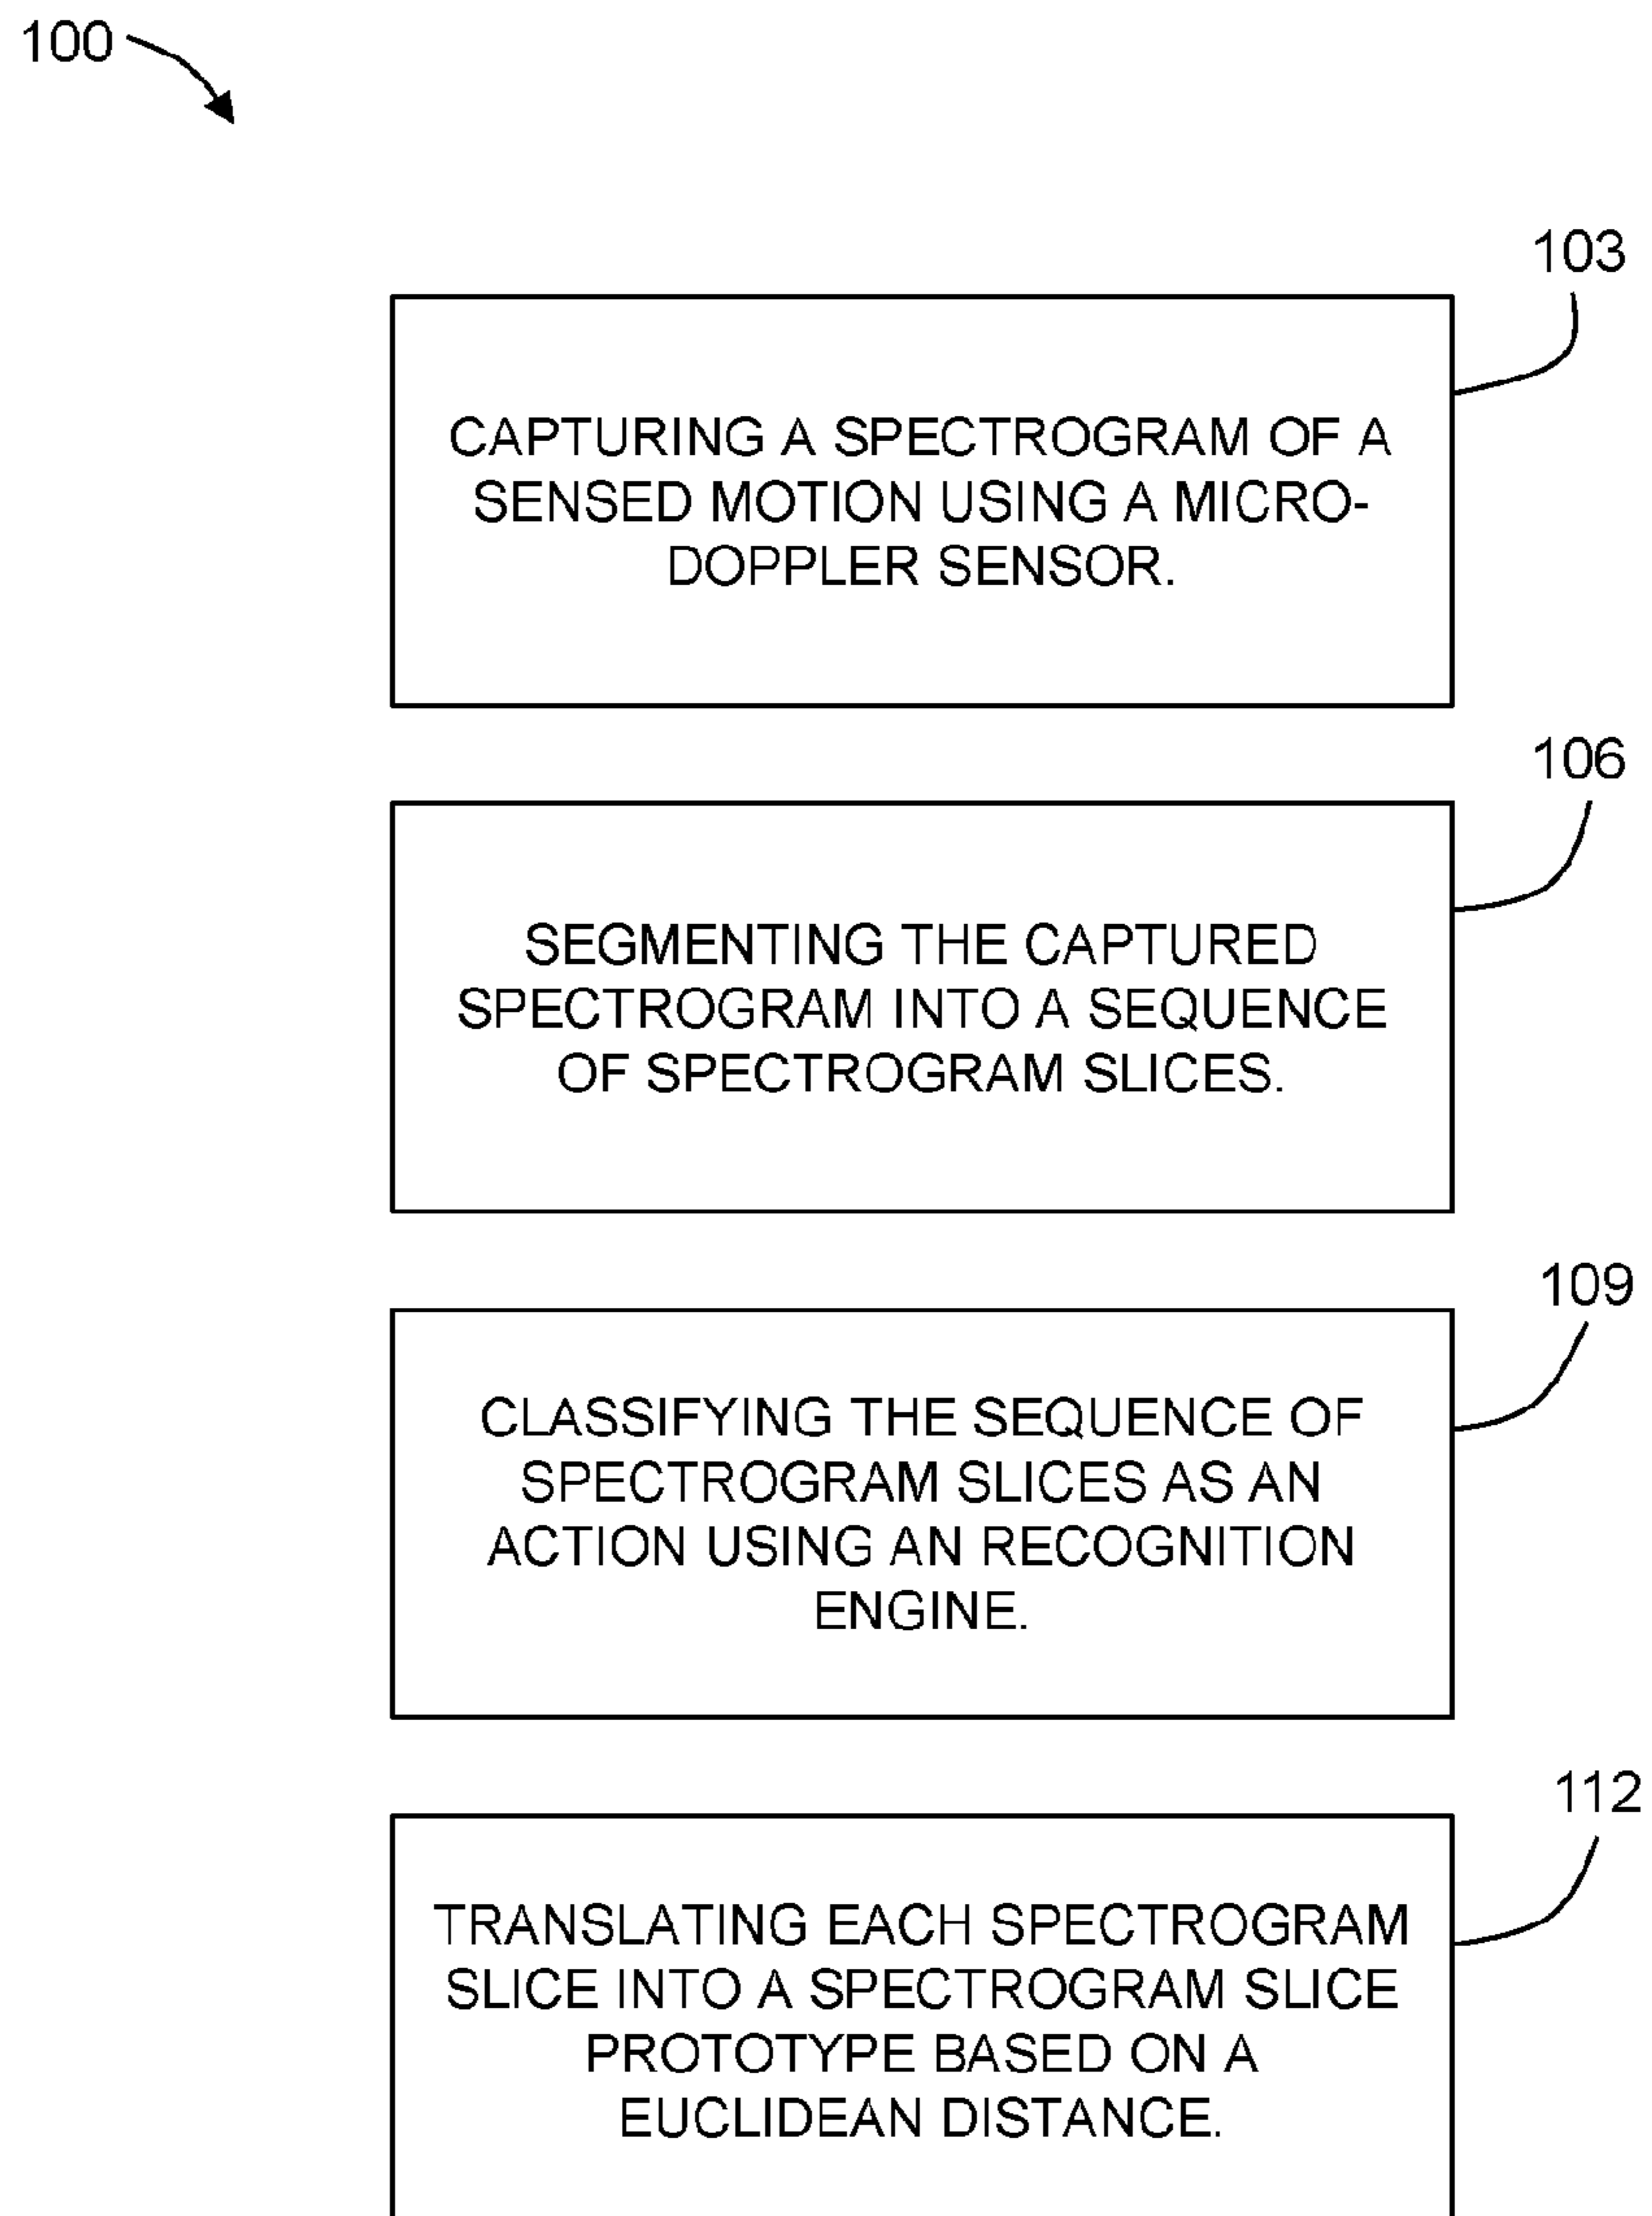 100
103
CAPTURING A SPECTROGRAM OF A
SENSED MOTION USING A MICRO-
DOPPLER SENSOR.
106
SEGMENTING THE CAPTURED
SPECTROGRAM INTO A SEQUENCE
OF SPECTROGRAM SLICES.
109
CLASSIFYING THE SEQUENCE OF
SPECTROGRAM SLICES AS AN
ACTION USING AN RECOGNITION
ENGINE.
112
TRANSLATING EACH SPECTROGRAM
SLICE INTO A SPECTROGRAM SLICE
PROTOTYPE BASED ON A
EUCLIDEAN DISTANCE.